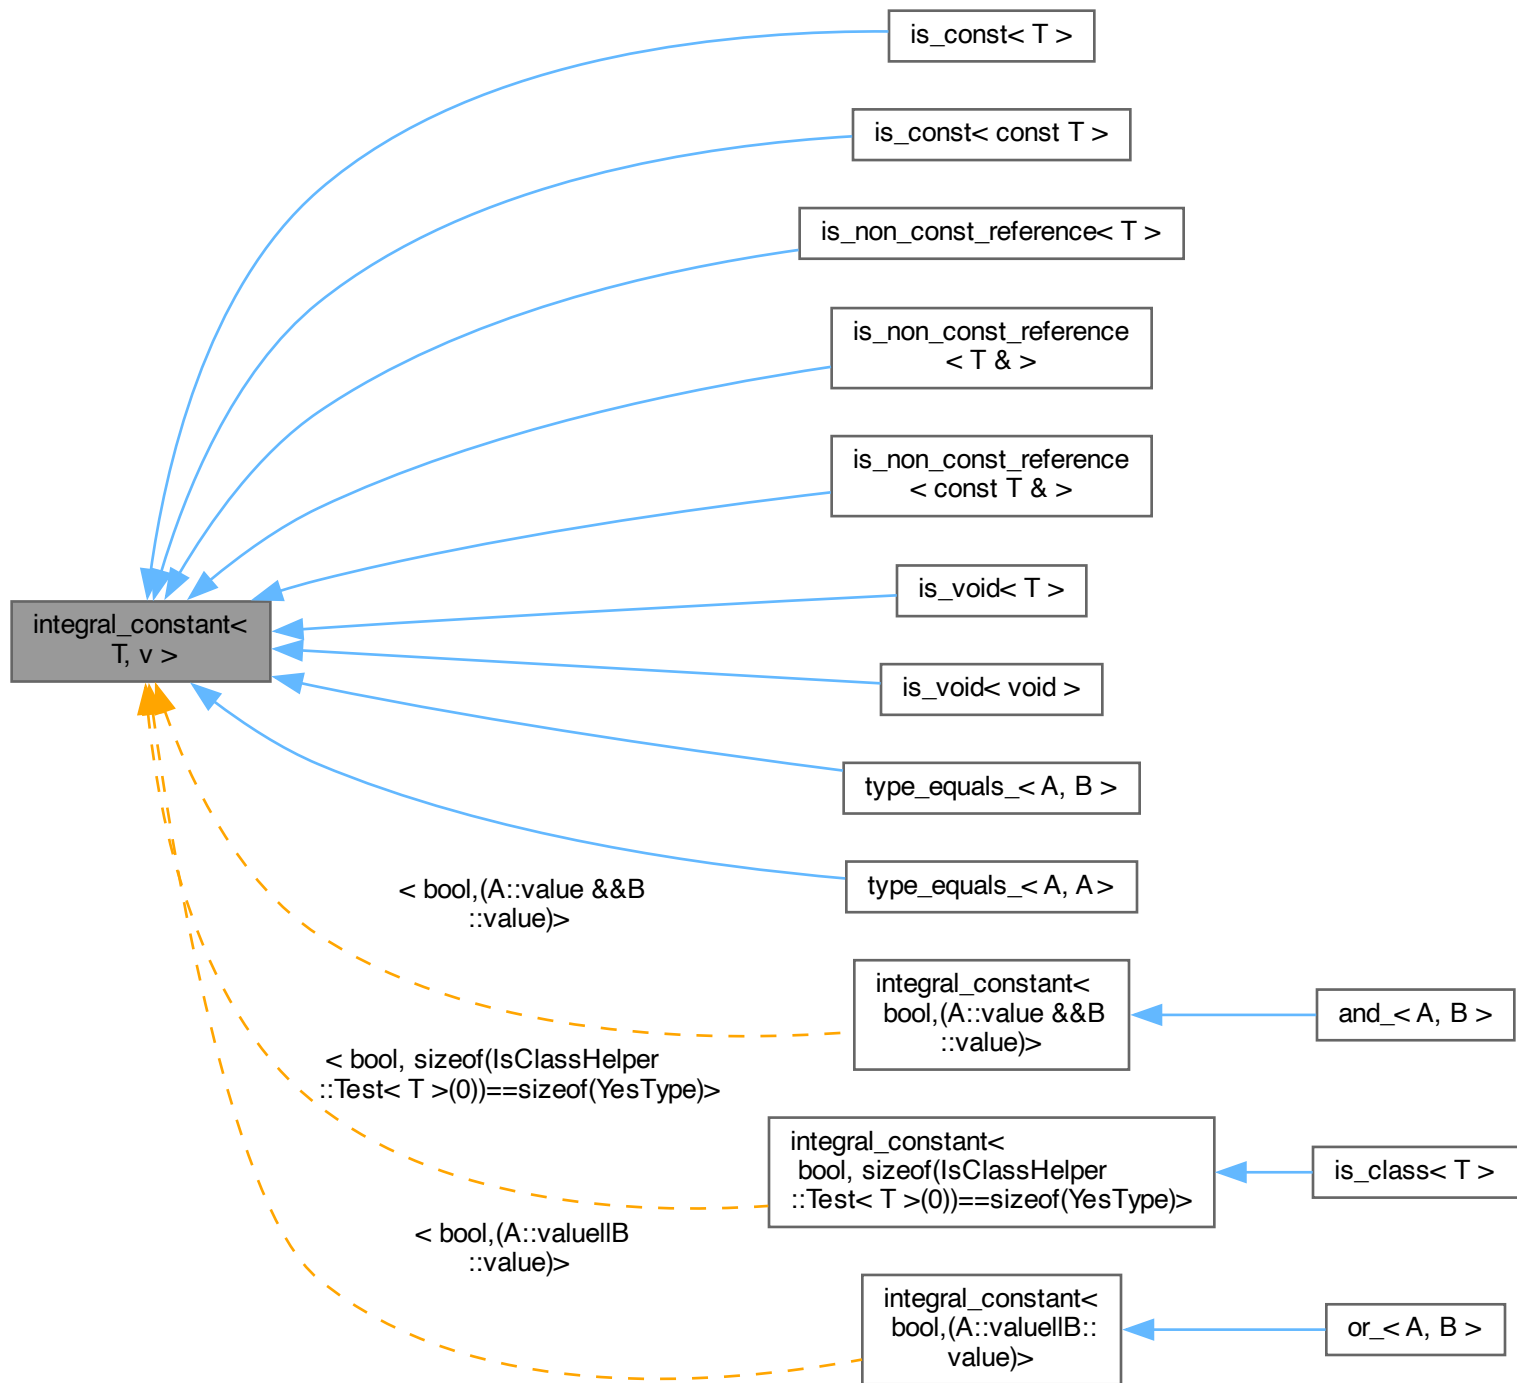 is_const< T >
is_const< const T >
is_non_const_reference< T >
is_non_const_reference
< T & >
is_non_const_reference
< const T & >
is_void< T >
integral_constant<
T, v >
is_void< void >
type_equals_< A, B >
type_equals_< A, A >
< bool,(A::value &&B
::value)>
integral_constant<
bool,(A::value &&B
::value)>
and_< A, B >
< bool, sizeof(IsClassHelper
::Test< T >(0))==sizeof(YesType)>
integral_constant<
bool, sizeof(IsClassHelper
::Test< T >(0))==sizeof(YesType)>
is_class< T >
< bool,(A::value||B
::value)>
integral_constant<
bool,(A::value||B::
value)>
or_< A, B >